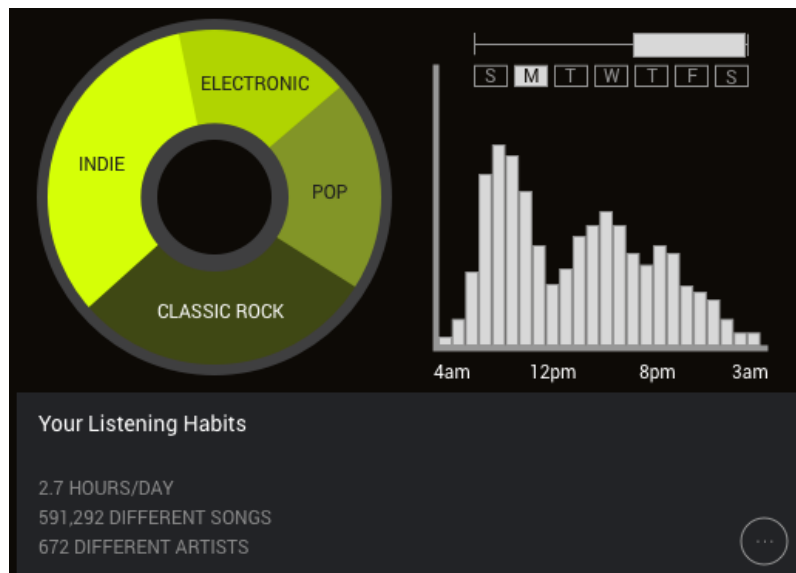 ELECTRONIC
INDIE
POP
CLASSIC ROCK
S M T W T F S
4am 12pm 8pm 3am
Your Listening Habits
2.7 HOURS/DAY
591,292 DIFFERENT SONGS
672 DIFFERENT ARTISTS
...